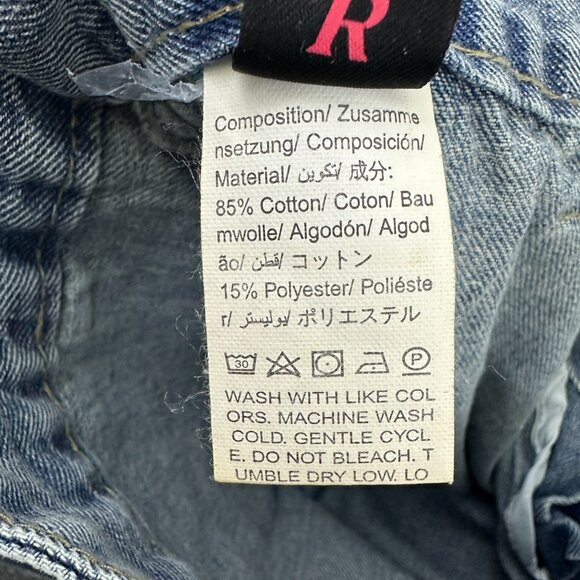 R
Composition/ Zusamme
nsetzung/ Composición/
Material/ تكوين/ 成分:
85% Cotton/ Coton/ Bau
mwolle/ Algodón/ Algod
ão/ قطن/ コットン
15% Polyester/ Poliéste
r/ بوليستر/ ポリエステル
30 P
WASH WITH LIKE COL
ORS. MACHINE WASH
COLD. GENTLE CYCL
E. DO NOT BLEACH. T
UMBLE DRY LOW. LO